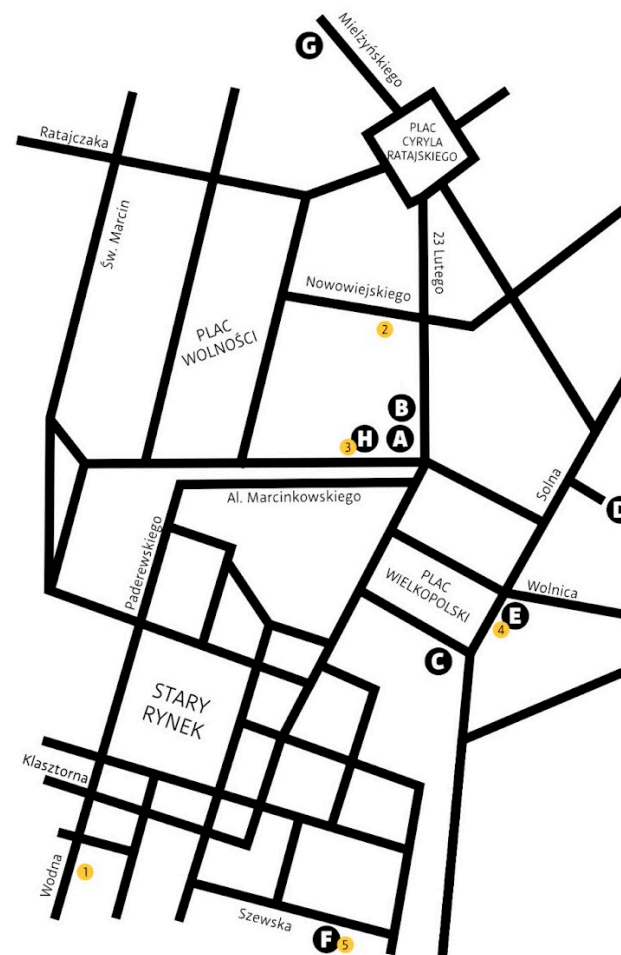 Mielżyńskiego
G
PLAC
CYRYLA
RATAJSKIEGO
Ratajczaka
Św. Marcin
23 Lutego
Nowowiejskiego
PLAC
WOLNOŚCI
2
B
3
H
A
Al. Marcinkowskiego
Solna
D
Paderewskiego
PLAC
WIELKOPOLSKI
Wolnica
E
4
C
STARY
RYNEK
Klasztorna
Wodna
1
Szewska
F
5